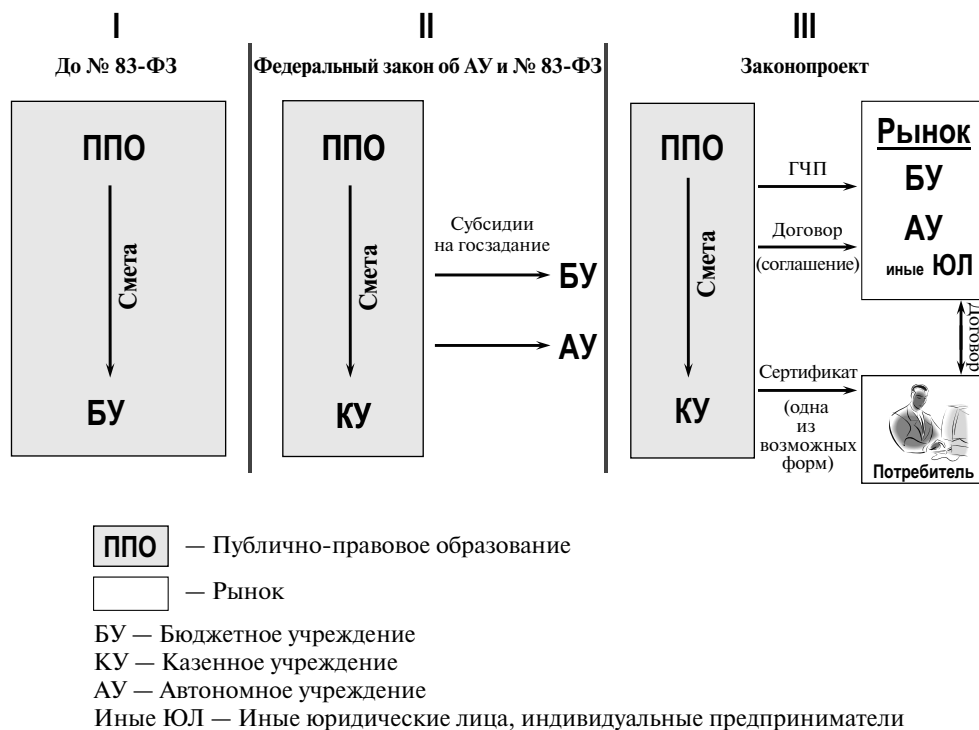 I
До № 83-ФЗ
ППО
Смета
БУ
II
Федеральный закон об АУ и № 83-ФЗ
ППО
Смета
КУ
Субсидии
на госзадание
БУ
АУ
III
Законопроект
ППО
Смета
КУ
ГЧП
Договор
(соглашение)
Сертификат
(одна
из
возможных
форм)
Рынок
БУ
АУ
иные ЮЛ
Договор
Потребитель
ППО — Публично-правовое образование
— Рынок
БУ — Бюджетное учреждение
КУ — Казенное учреждение
АУ — Автономное учреждение
Иные ЮЛ — Иные юридические лица, индивидуальные предприниматели